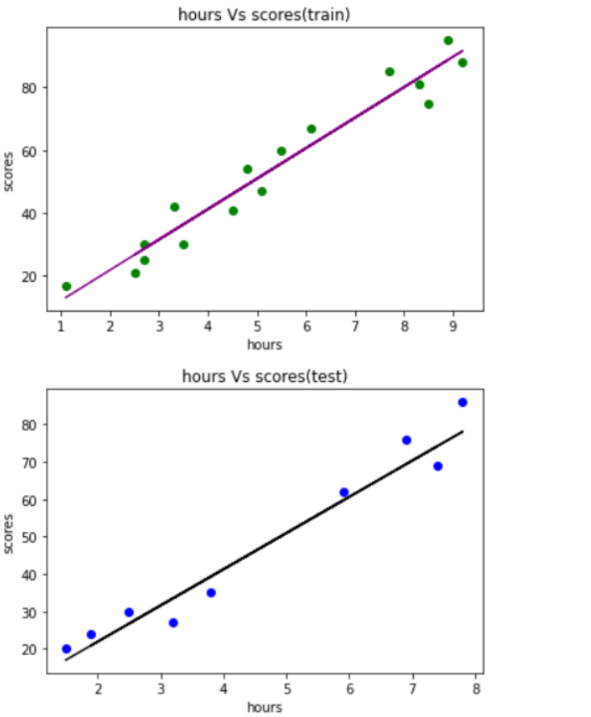 hours Vs scores(train)
80
60
40
20
scores
1 2 3 4 5 6 7 8 9
hours
hours Vs scores(test)
80
70
60
50
40
30
20
scores
2 3 4 5 6 7 8
hours